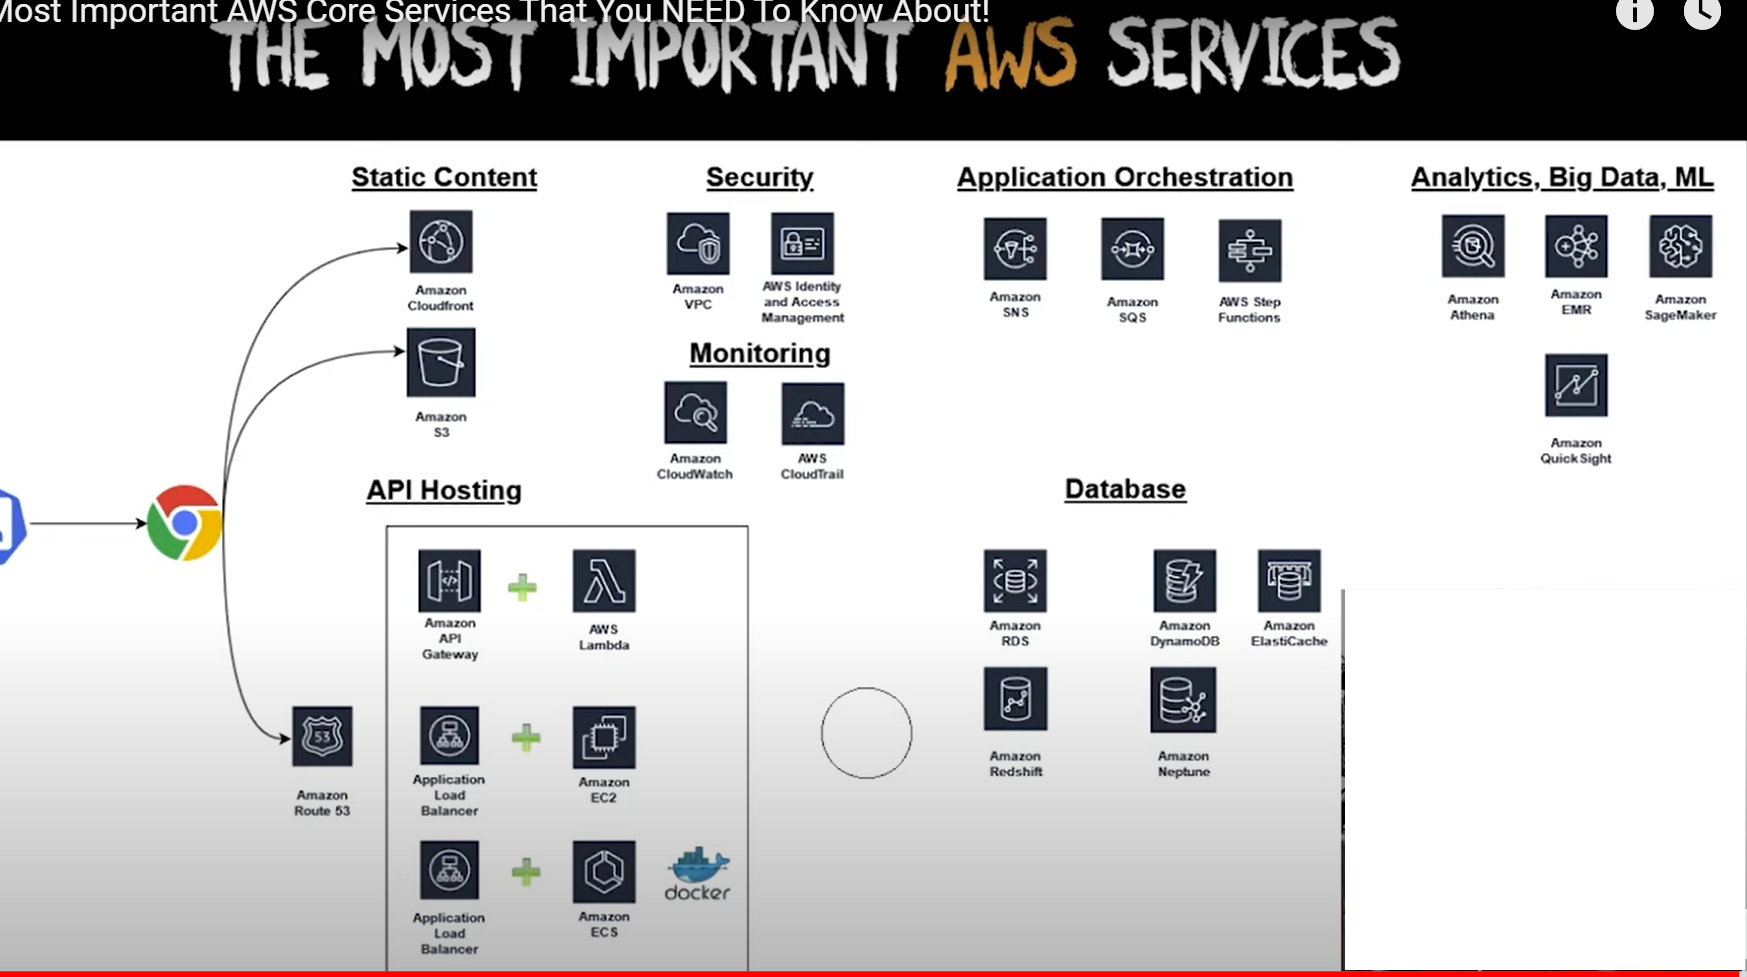 Most Important AWS Core Services That You NEED To Know About!
THE MOST IMPORTANT AWS SERVICES
Static Content
Amazon
Cloudfront
Amazon
S3
Security
Amazon
VPC
AWS Identity
and Access
Management
Monitoring
Amazon
CloudWatch
AWS
CloudTrail
Application Orchestration
Amazon
SNS
Amazon
SQS
AWS Step
Functions
Analytics, Big Data, ML
Amazon
Athena
Amazon
EMR
Amazon
SageMaker
Amazon
QuickSight
API Hosting
Amazon
API
Gateway
AWS
Lambda
53
Amazon
Route 53
Application
Load
Balancer
Amazon
EC2
Application
Load
Balancer
Amazon
ECS
docker
Database
Amazon
RDS
Amazon
DynamoDB
Amazon
ElastiCache
Amazon
Redshift
Amazon
Neptune